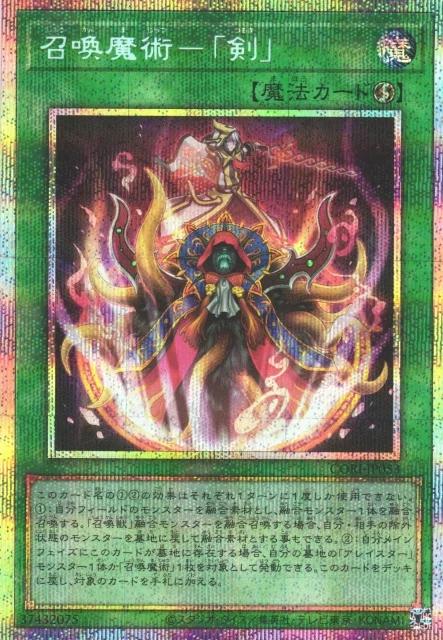 召喚魔術－「剣」
魔
【魔法カード】
CORI-JP053
このカード名の①②の効果はそれぞれ1ターンに1度しか使用できない。
①：自分フィールドのモンスターを融合素材とし、融合モンスター1体を融合
召喚する。「召喚獣」融合モンスターを融合召喚する場合、自分・相手の除外
状態のモンスターを墓地に戻して融合素材とする事もできる。②：自分メイン
フェイズにこのカードが墓地に存在する場合、自分の墓地の「アレイスター」
モンスター1体か「召喚魔術」1枚を対象として発動できる。このカードをデッキ
に戻し、対象のカードを手札に加える。
37432075
スタジオ・ダイス/集英社・テレビ東京・KONAMI